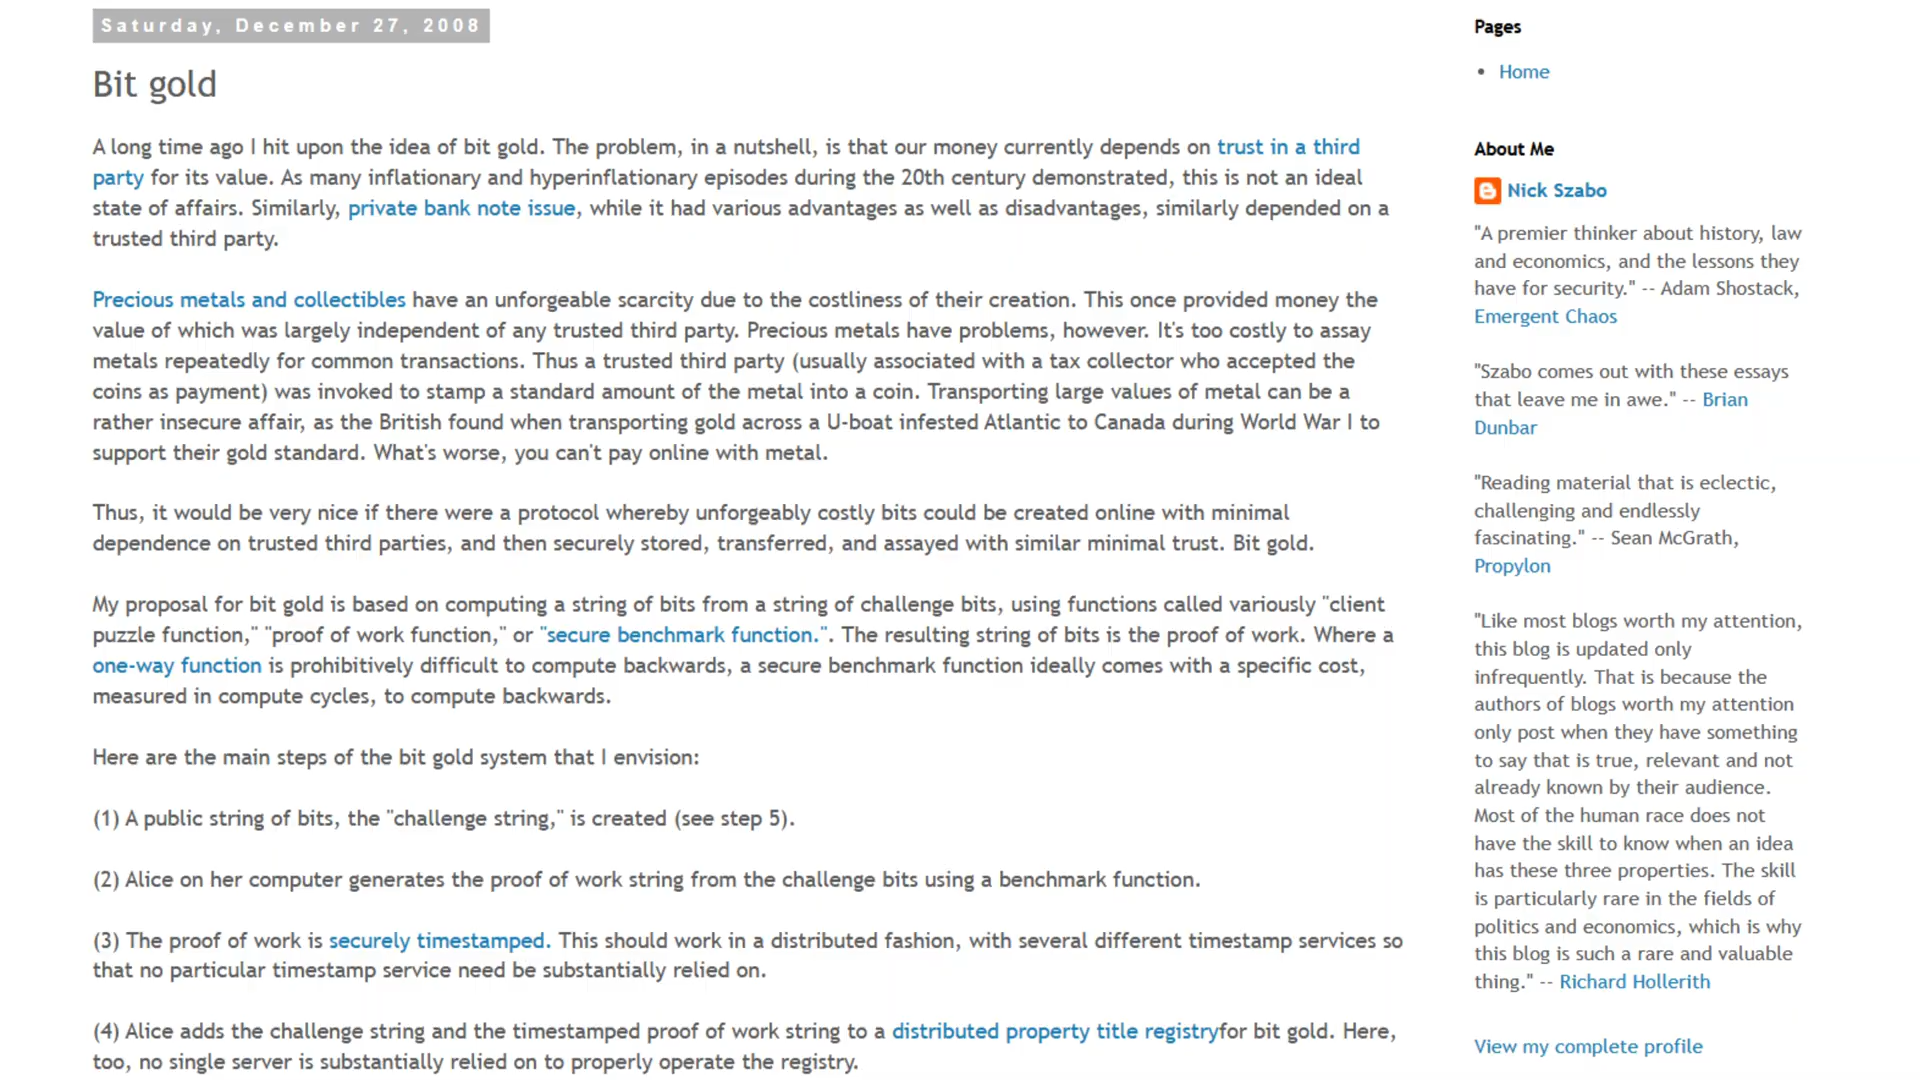 Saturday, December 27, 2008
Bit gold
A long time ago I hit upon the idea of bit gold. The problem, in a nutshell, is that our money currently depends on trust in a third
party for its value. As many inflationary and hyperinflationary episodes during the 20th century demonstrated, this is not an ideal
state of affairs. Similarly, private bank note issue, while it had various advantages as well as disadvantages, similarly depended on a
trusted third party.
Precious metals and collectibles have an unforgeable scarcity due to the costliness of their creation. This once provided money the
value of which was largely independent of any trusted third party. Precious metals have problems, however. It's too costly to assay
metals repeatedly for common transactions. Thus a trusted third party (usually associated with a tax collector who accepted the
coins as payment) was invoked to stamp a standard amount of the metal into a coin. Transporting large values of metal can be a
rather insecure affair, as the British found when transporting gold across a U-boat infested Atlantic to Canada during World War I to
support their gold standard. What's worse, you can't pay online with metal.
Thus, it would be very nice if there were a protocol whereby unforgeably costly bits could be created online with minimal
dependence on trusted third parties, and then securely stored, transferred, and assayed with similar minimal trust. Bit gold.
My proposal for bit gold is based on computing a string of bits from a string of challenge bits, using functions called variously "client
puzzle function," "proof of work function," or "secure benchmark function.". The resulting string of bits is the proof of work. Where a
one-way function is prohibitively difficult to compute backwards, a secure benchmark function ideally comes with a specific cost,
measured in compute cycles, to compute backwards.
Here are the main steps of the bit gold system that I envision:
(1) A public string of bits, the "challenge string," is created (see step 5).
(2) Alice on her computer generates the proof of work string from the challenge bits using a benchmark function.
(3) The proof of work is securely timestamped. This should work in a distributed fashion, with several different timestamp services so
that no particular timestamp service need be substantially relied on.
(4) Alice adds the challenge string and the timestamped proof of work string to a distributed property title registryfor bit gold. Here,
too, no single server is substantially relied on to properly operate the registry.
Pages
Home
About Me
Nick Szabo
"A premier thinker about history, law
and economics, and the lessons they
have for security." -- Adam Shostack,
Emergent Chaos
"Szabo comes out with these essays
that leave me in awe." -- Brian
Dunbar
"Reading material that is eclectic,
challenging and endlessly
fascinating." -- Sean McGrath,
Propylon
"Like most blogs worth my attention,
this blog is updated only
infrequently. That is because the
authors of blogs worth my attention
only post when they have something
to say that is true, relevant and not
already known by their audience.
Most of the human race does not
have the skill to know when an idea
has these three properties. The skill
is particularly rare in the fields of
politics and economics, which is why
this blog is such a rare and valuable
thing." -- Richard Hollerith
View my complete profile